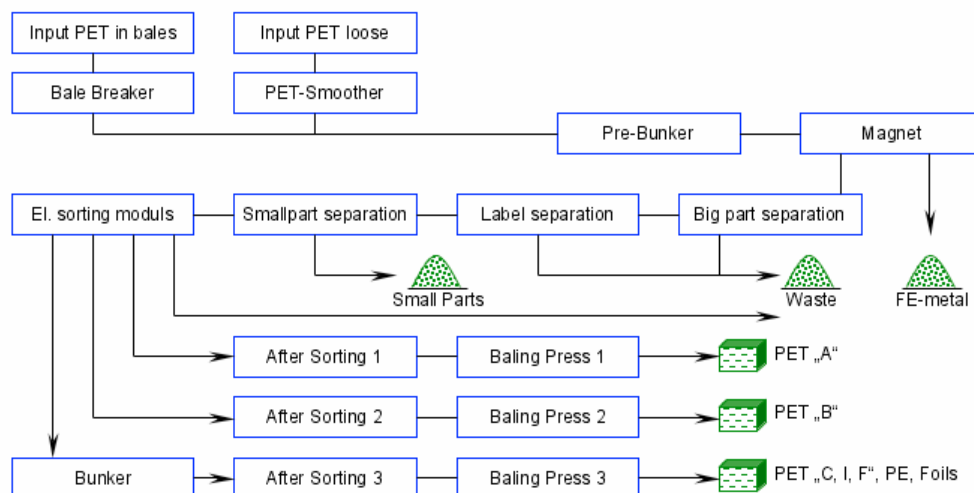 Input PET in bales
Input PET loose
Bale Breaker
PET-Smoother
Pre-Bunker
Magnet
El. sorting moduls
Smallpart separation
Label separation
Big part separation
Small Parts
Waste
FE-metal
After Sorting 1
Baling Press 1
PET „A“
After Sorting 2
Baling Press 2
PET „B“
Bunker
After Sorting 3
Baling Press 3
PET „C, I, F“, PE, Foils